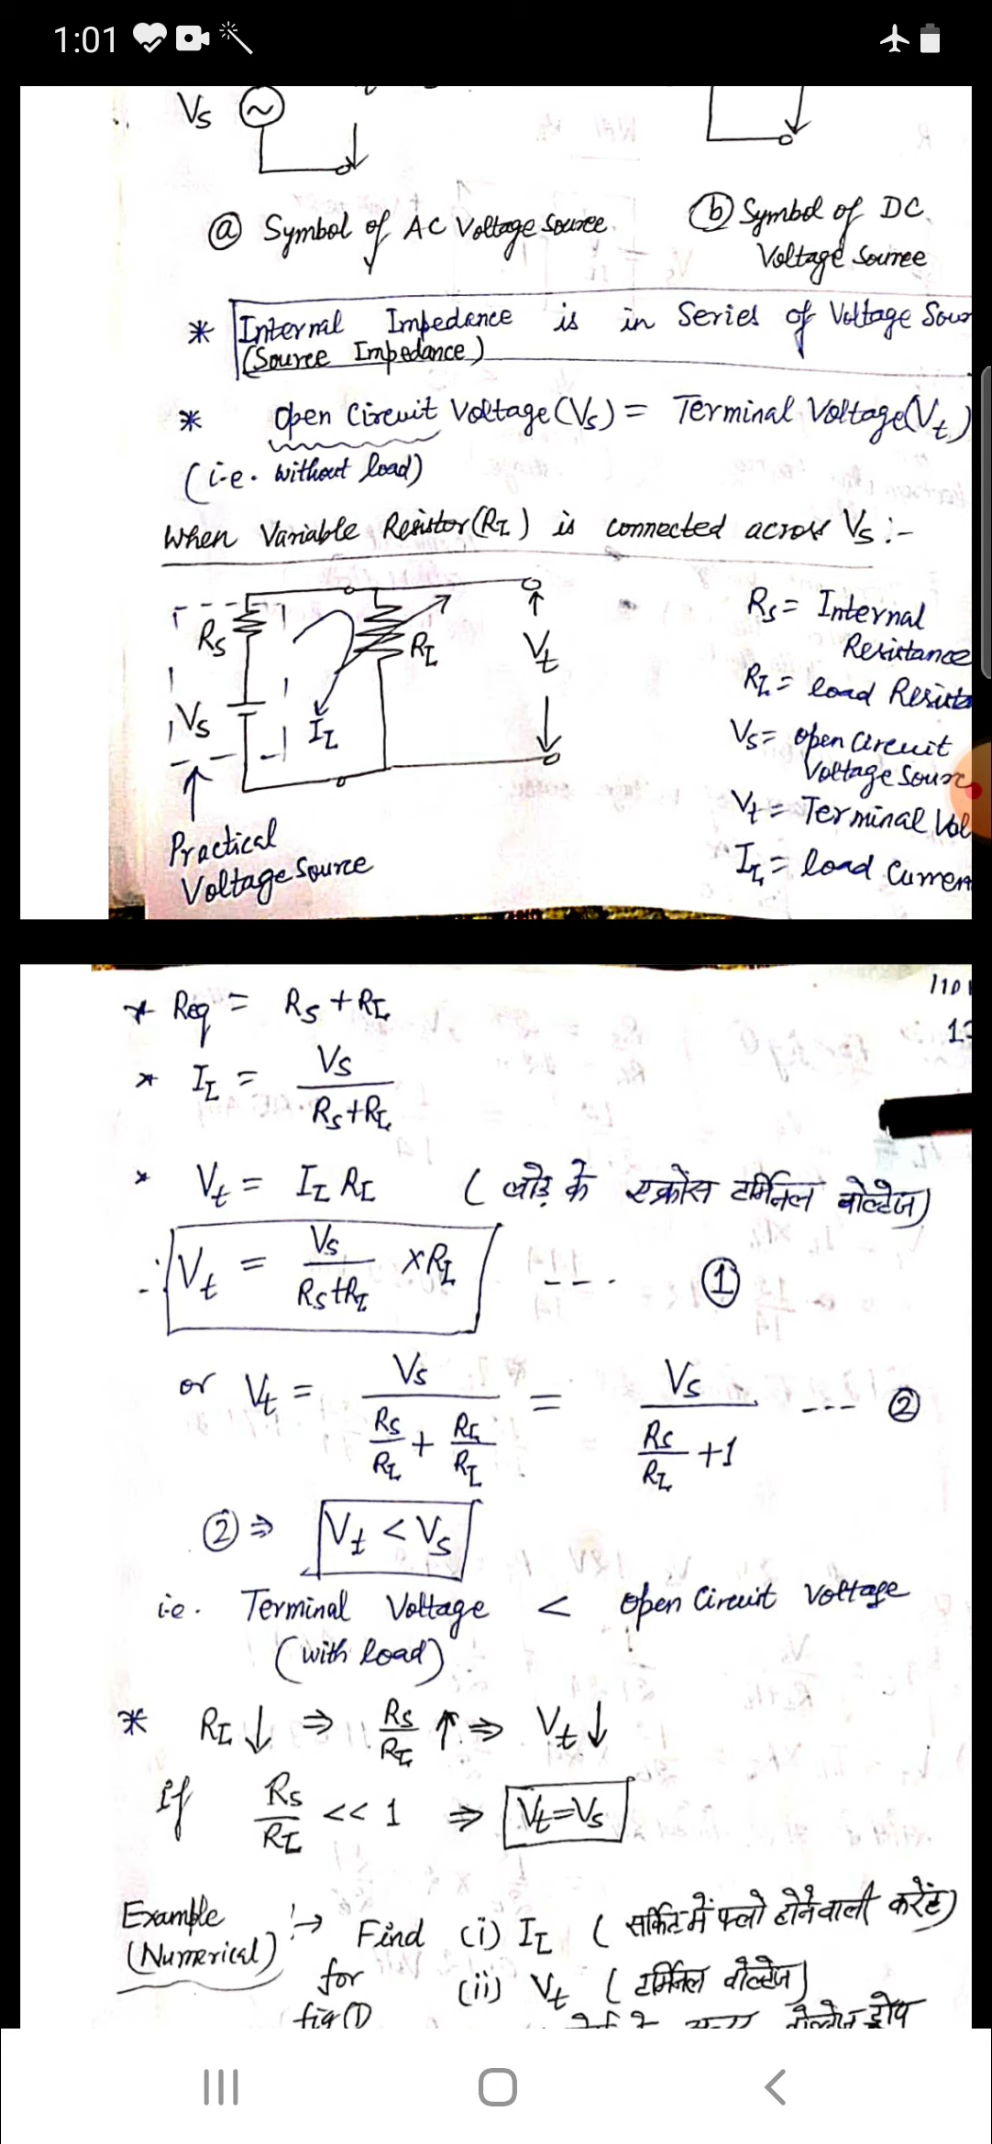 1:01
Vs
ⓐ Symbol of AC Voltage Source
ⓑ Symbol of DC
Voltage Source
* Internal Impedence is in Series of Voltage Sour
(Source Impedance)
* Open Circuit Voltage (Vs) = Terminal Voltage (Vt)
(i.e. without load)
When Variable Resistor (RL) is connected across Vs :-
Rs
RL
Vt
Vs
IL
Practical
Voltage Source
Rs = Internal
Resistance
RL = load Resista
Vs = open Circuit
Voltage Sourc
Vt = Terminal Vol
IL = load Curren
* Req = Rs + RL
* IL = Vs / (Rs + RL)
* Vt = IL RL (लोड के एक्रोस टर्मिनल वोल्टेज)
∴ Vt = Vs / (Rs + RL) × RL ---- ①
or Vt = Vs / (Rs/RL + RL/RL) = Vs / (Rs/RL + 1) --- ②
② ⇒ Vt < Vs
i.e. Terminal Voltage < open Circuit Voltage
(with load)
* RL ↓ ⇒ Rs/RL ↑ ⇒ Vt ↓
If Rs/RL << 1 ⇒ Vt = Vs
Example (Numerical) :→ Find (i) IL (सर्किट में फ्लो होनेवाली करेंट)
for (ii) Vt (टर्मिनल वोल्टेज)
fig ①
वोल्टेज ड्रोप